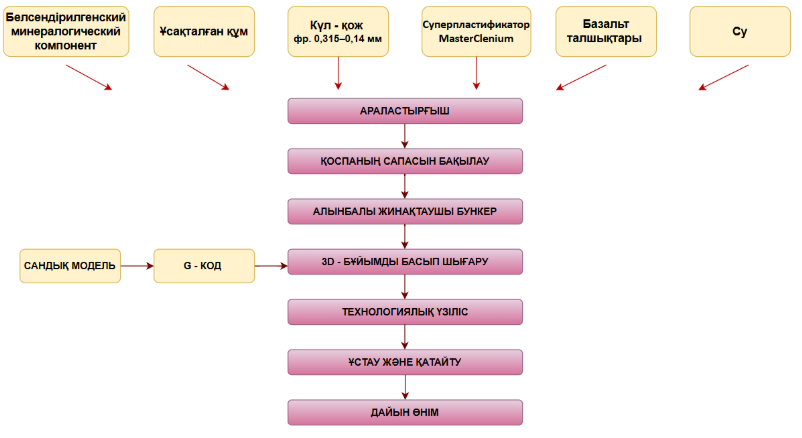 Белсендірилгенский
минералогический
компонент
Ұсақталған құм
Күл - қож
фр. 0,315–0,14 мм
Суперпластификатор
MasterClenium
Базальт
талшықтары
Су
АРАЛАСТЫРҒЫШ
ҚОСПАНЫҢ САПАСЫН БАҚЫЛАУ
АЛЫНБАЛЫ ЖИНАҚТАУШЫ БУНКЕР
САНДЫҚ МОДЕЛЬ
G - КОД
3D - БҰЙЫМДЫ БАСЫП ШЫҒАРУ
ТЕХНОЛОГИЯЛЫҚ ҮЗІЛІС
ҰСТАУ ЖӘНЕ ҚАТАЙТУ
ДАЙЫН ӨНІМ